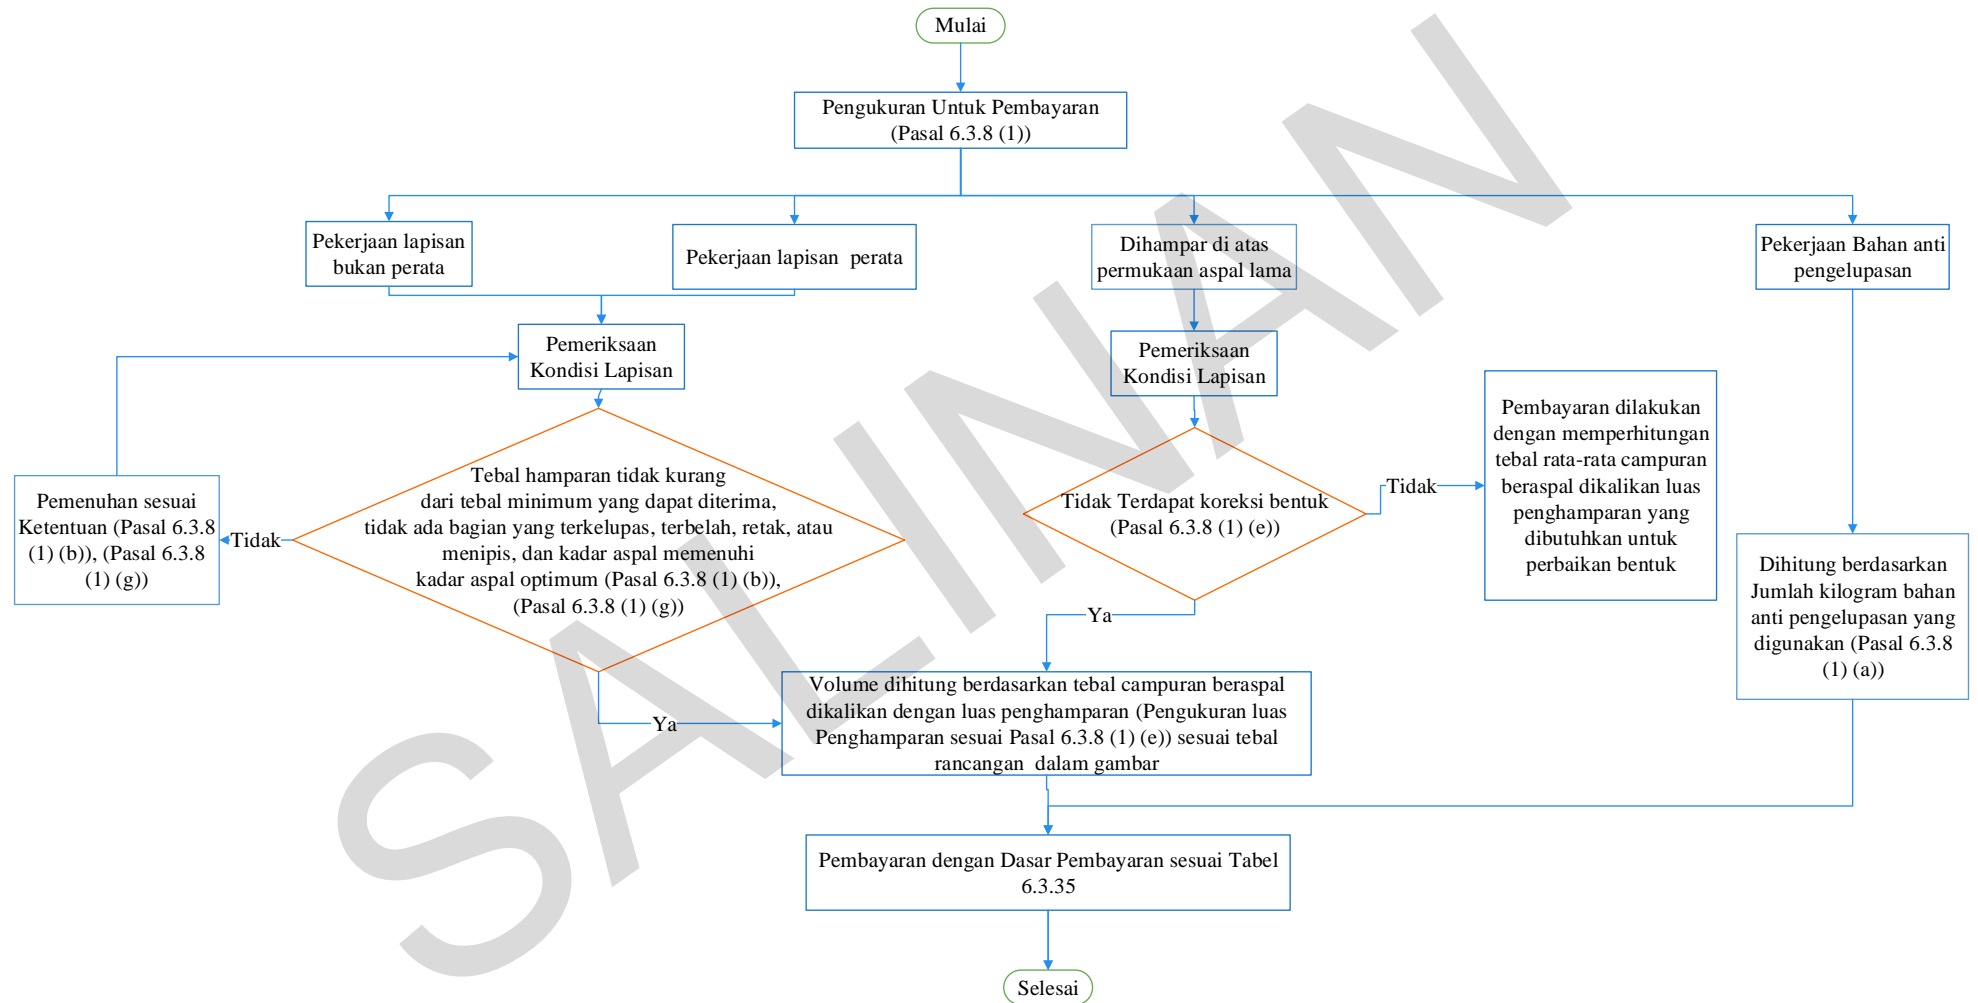 Mulai
Pengukuran Untuk Pembayaran
(Pasal 6.3.8 (1))
Pekerjaan lapisan
bukan perata
Pekerjaan lapisan  perata
Dihampar di atas
permukaan aspal lama
Pekerjaan Bahan anti
pengelupasan
Pemeriksaan
Kondisi Lapisan
Pemeriksaan
Kondisi Lapisan
Pembayaran dilakukan
dengan memperhitungan
tebal rata-rata campuran
beraspal dikalikan luas
penghamparan yang
dibutuhkan untuk
perbaikan bentuk
Tebal hamparan tidak kurang
dari tebal minimum yang dapat diterima,
tidak ada bagian yang terkelupas, terbelah, retak, atau
menipis, dan kadar aspal memenuhi
kadar aspal optimum (Pasal 6.3.8 (1) (b)),
(Pasal 6.3.8 (1) (g))
Tidak
Pemenuhan sesuai
Ketentuan (Pasal 6.3.8
(1) (b)), (Pasal 6.3.8
(1) (g))
Tidak Terdapat koreksi bentuk
(Pasal 6.3.8 (1) (e))
Tidak
Dihitung berdasarkan
Jumlah kilogram bahan
anti pengelupasan yang
digunakan (Pasal 6.3.8
(1) (a))
Ya
Ya
Volume dihitung berdasarkan tebal campuran beraspal
dikalikan dengan luas penghamparan (Pengukuran luas
Penghamparan sesuai Pasal 6.3.8 (1) (e)) sesuai tebal
rancangan  dalam gambar
Pembayaran dengan Dasar Pembayaran sesuai Tabel
6.3.35
Selesai
SALINAN